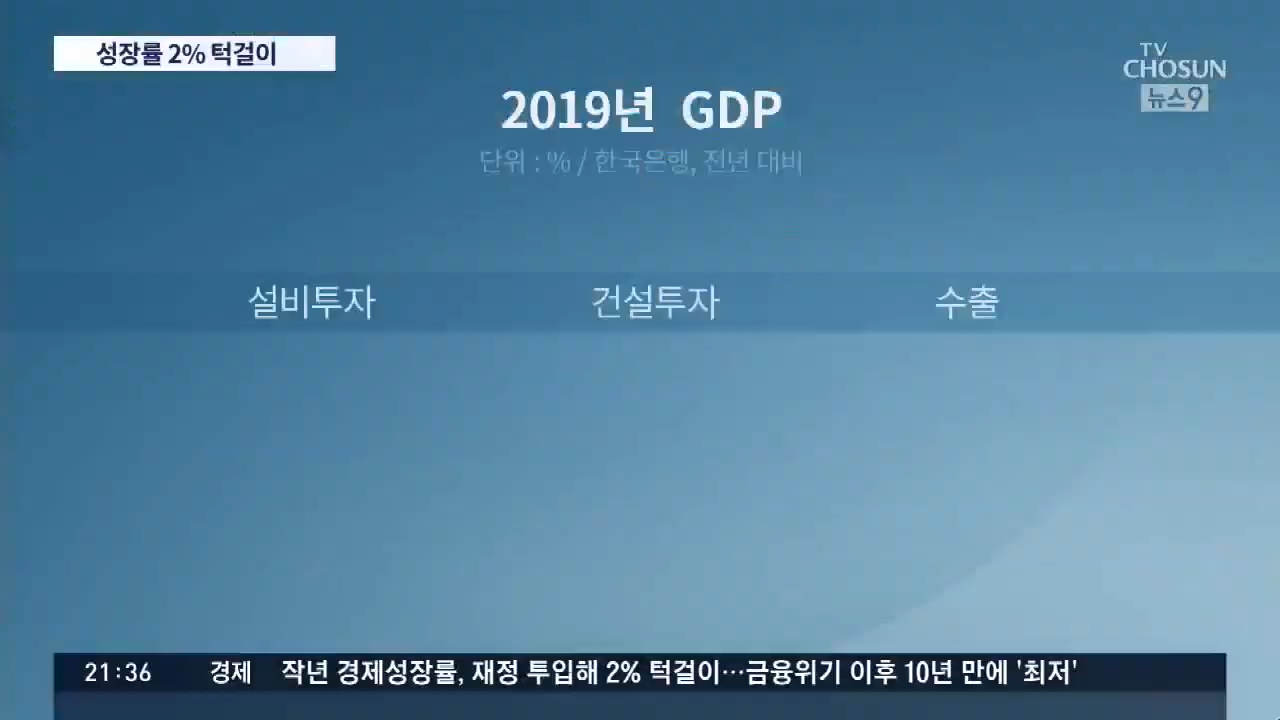 성장률 2% 턱걸이
TV
CHOSUN
뉴스9
2019년 GDP
단위 : % / 한국은행, 전년 대비
설비투자 건설투자 수출
21:36 경제 작년 경제성장률, 재정 투입해 2% 턱걸이…금융위기 이후 10년 만에 '최저'